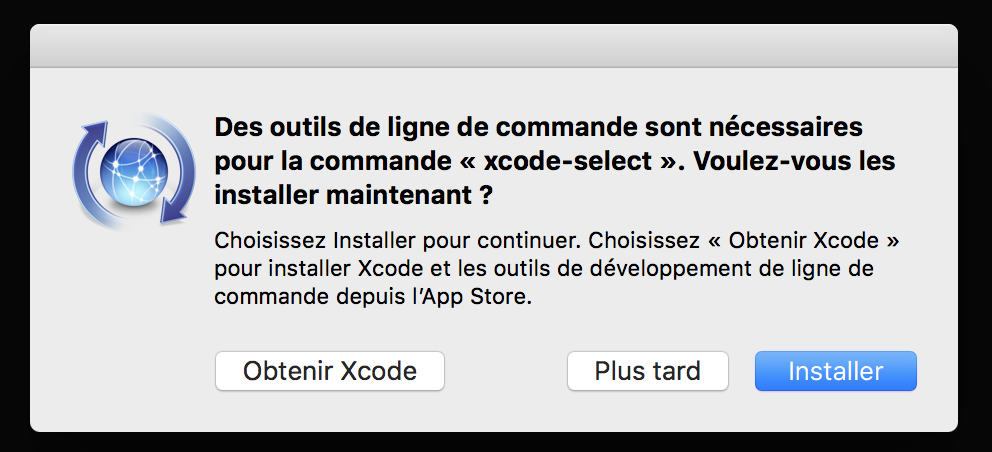 Des outils de ligne de commande sont nécessaires
pour la commande « xcode-select ». Voulez-vous les
installer maintenant ?
Choisissez Installer pour continuer. Choisissez « Obtenir Xcode »
pour installer Xcode et les outils de développement de ligne de
commande depuis l’App Store.
Obtenir Xcode
Plus tard
Installer